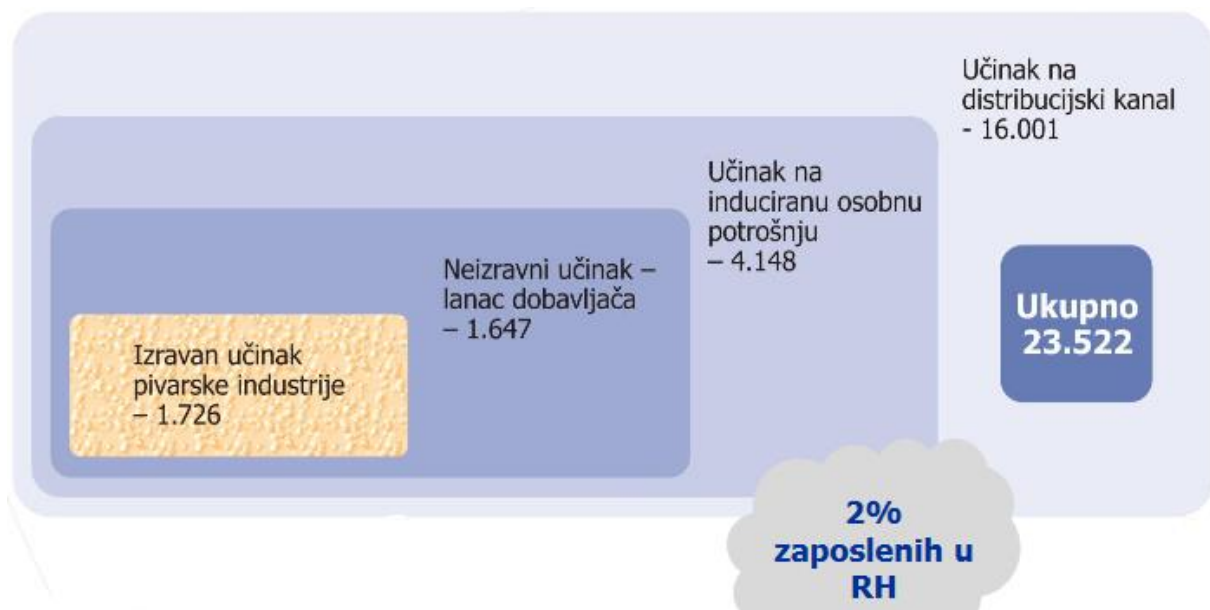 Učinak na
distribucijski kanal
- 16.001
Učinak na
induciranu osobnu
potrošnju
– 4.148
Neizravni učinak –
lanac dobavljača
– 1.647
Izravan učinak
pivarske industrije
– 1.726
Ukupno
23.522
2%
zaposlenih u
RH